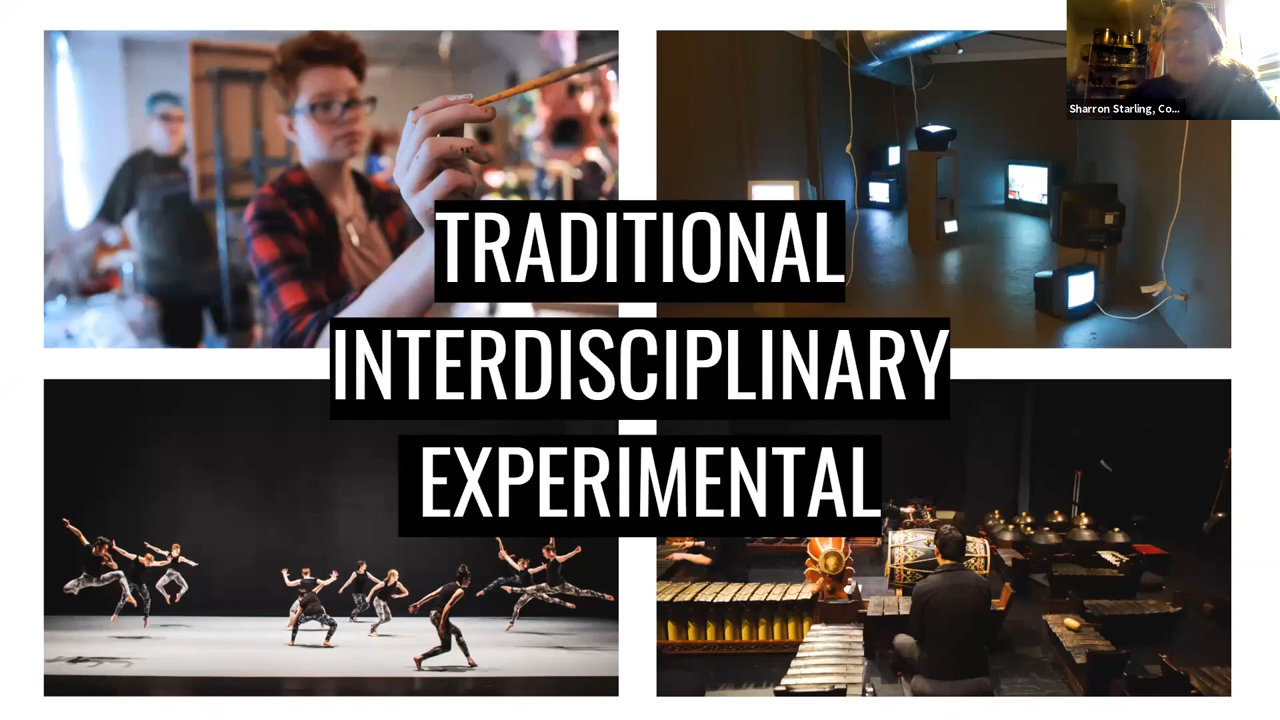 Sharron Starling, Co...
TRADITIONAL
INTERDISCIPLINARY
EXPERIMENTAL